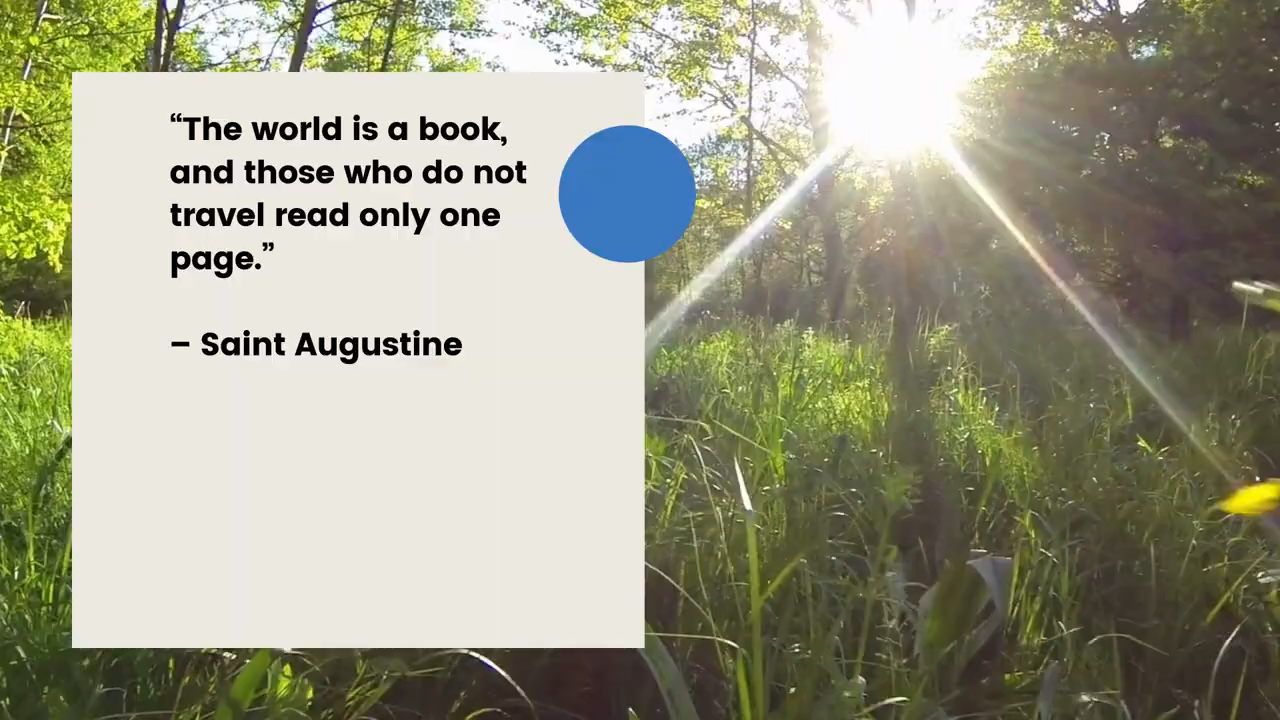 “The world is a book,
and those who do not
travel read only one
page.”
– Saint Augustine